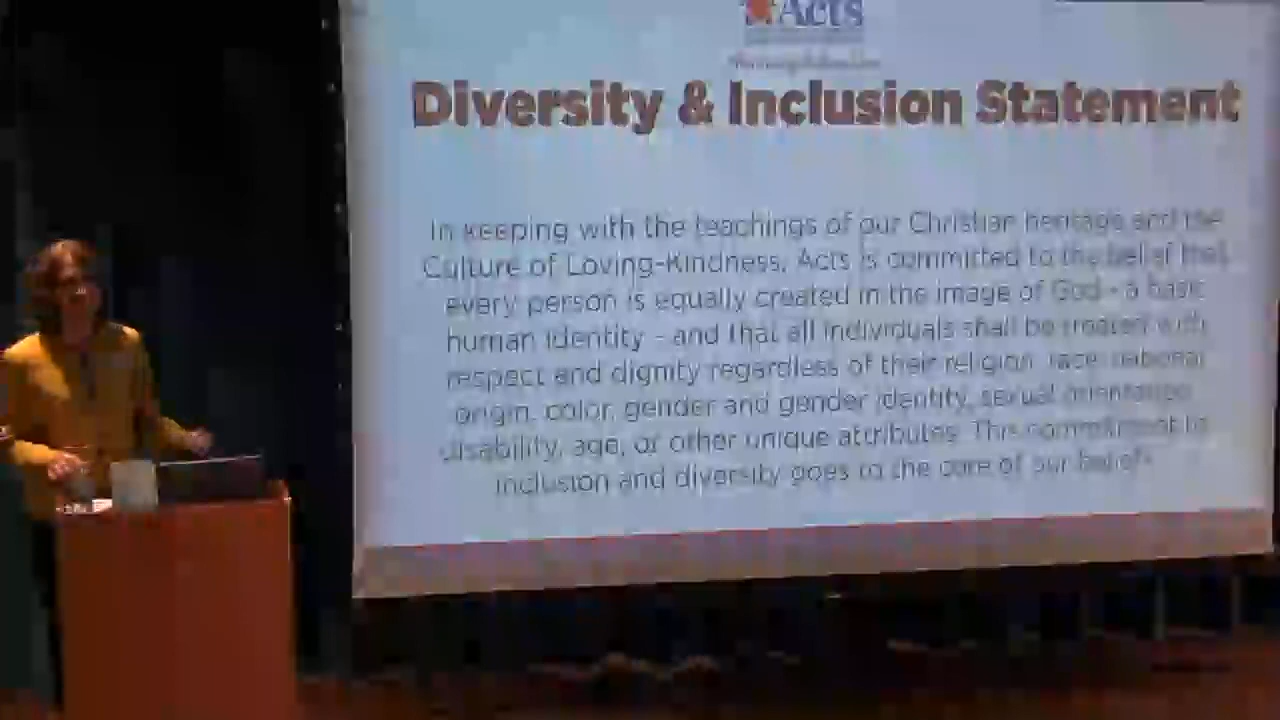 Acts
Diversity & Inclusion Statement
In keeping with the teachings of our Christian heritage and the
Culture of Loving-Kindness, Acts is committed to the belief that
every person is equally created in the image of God - a basic
human identity - and that all individuals shall be treated with
respect and dignity regardless of their religion, race, national
origin, color, gender and gender identity, sexual orientation,
disability, age, or other unique attributes. This commitment to
inclusion and diversity goes to the core of our beliefs.